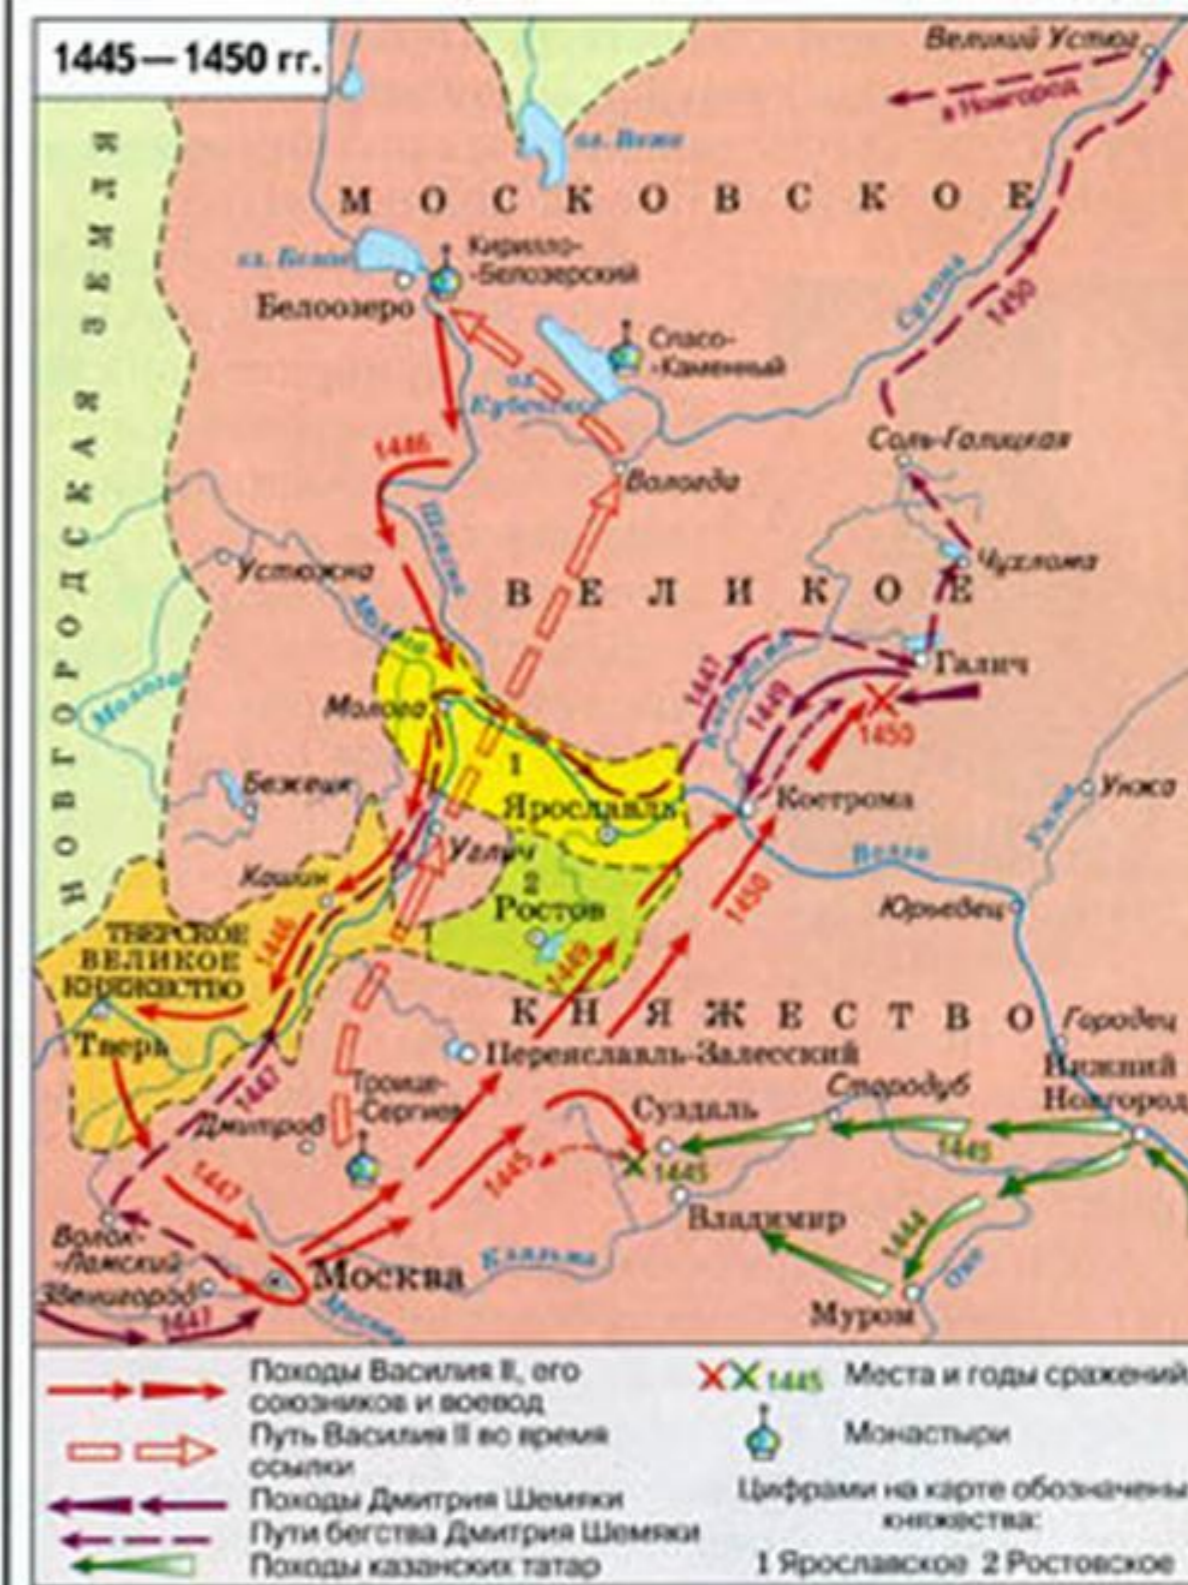 1445—1450 гг.
Великий Устюг
в Новгород
оз. Воже
МОСКОВСКОЕ
НОВГОРОДСКАЯ ЗЕМЛЯ
оз. Белое
Кирилло-
-Белозерский
Белоозеро
Сухона
1450
Спасо-
-Каменный
оз.
Кубенское
Соль-Галицкая
1446
Вологда
Шексна
Чухлома
Устюжна
ВЕЛИКОЕ
Молога
Галич
1447
Кострома
1449
Молога
Молога
1450
1
Бежецк
Ярославль
Кострома
Унжа
Унжа
Углич
2
Волга
Кашин
Ростов
1450
Юрьевец
ТВЕРСКОЕ
ВЕЛИКОЕ
КНЯЖЕСТВО
1446
1449
КНЯЖЕСТВО
Городец
Тверь
Переяславль-Залесский
Нижний
Новгород
1447
Троице-
-Сергиев
Стародуб
Суздаль
Дмитров
1445
1445
1445
1447
Владимир
1444
Волок-
-Ламский
Клязьма
Ока
Москва
Звенигород
Москва
Муром
1447
Походы Василия II, его
союзников и воевод
Путь Василия II во время
ссылки
Походы Дмитрия Шемяки
Пути бегства Дмитрия Шемяки
Походы казанских татар
1445 Места и годы сражений
Монастыри
Цифрами на карте обозначены
княжества:
1 Ярославское 2 Ростовское